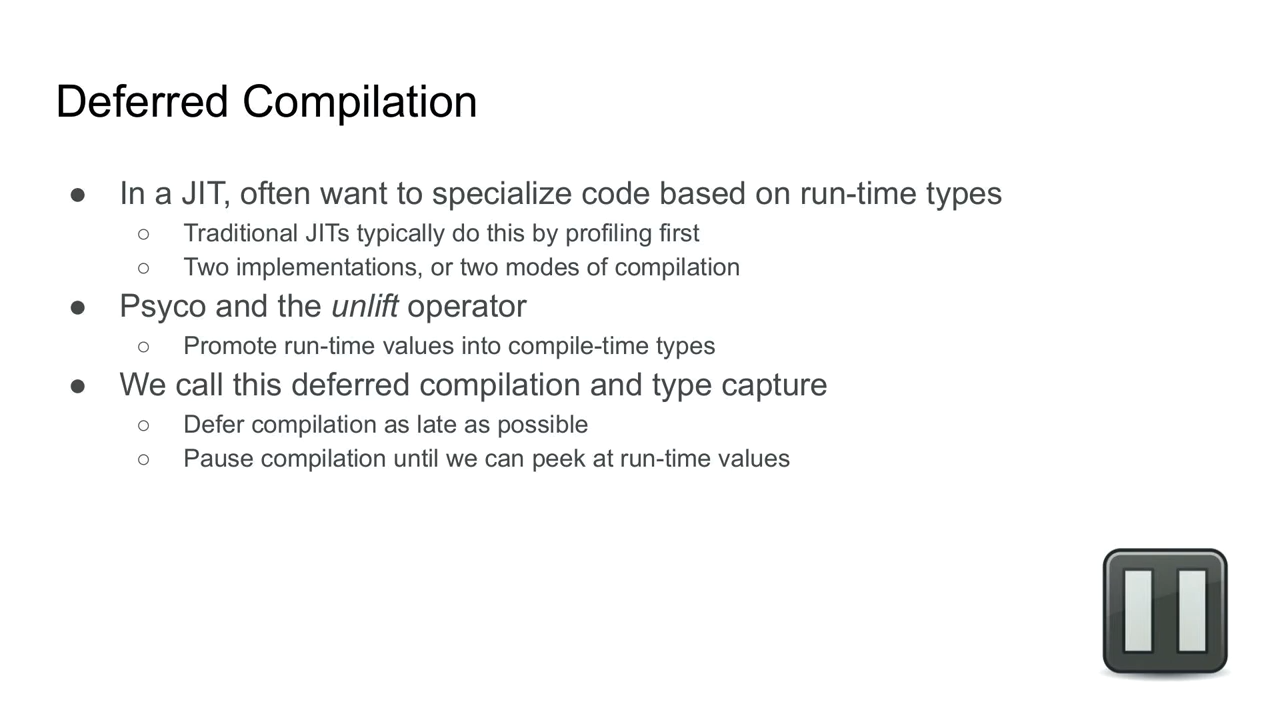 Deferred Compilation
● In a JIT, often want to specialize code based on run-time types
○ Traditional JITs typically do this by profiling first
○ Two implementations, or two modes of compilation
● Psyco and the unlift operator
○ Promote run-time values into compile-time types
● We call this deferred compilation and type capture
○ Defer compilation as late as possible
○ Pause compilation until we can peek at run-time values